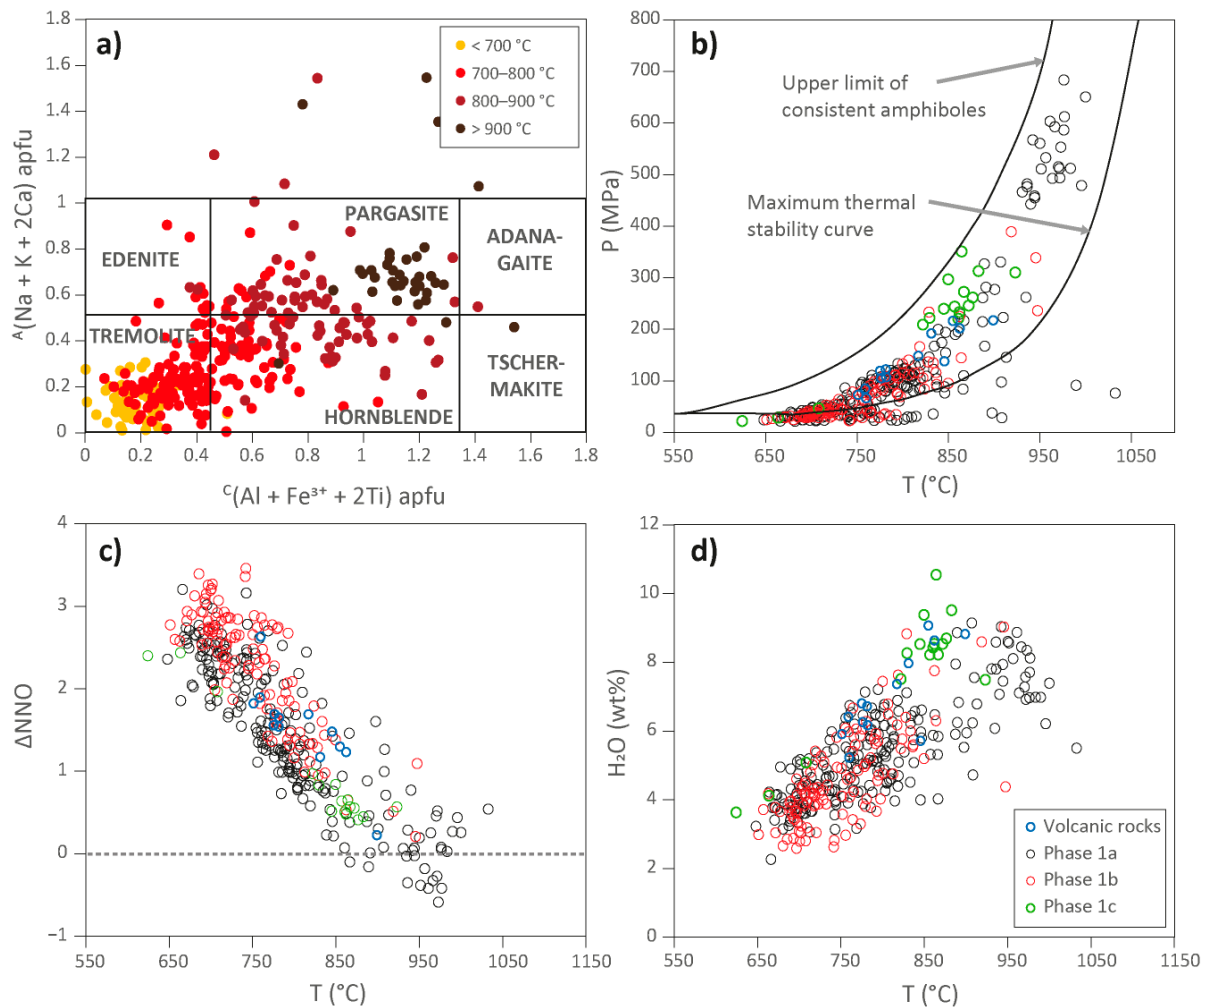 a)
1.8
1.6
1.4
1.2
1
0.8
0.6
0.4
0.2
0
ᴬ(Na + K + 2Ca) apfu
< 700 °C
700–800 °C
800–900 °C
> 900 °C
PARGASITE
EDENITE
ADANA-
GAITE
TREMOLITE
TSCHER-
MAKITE
HORNBLENDE
0 0.2 0.4 0.6 0.8 1.0 1.2 1.4 1.6 1.8
ᶜ(Al + Fe³⁺ + 2Ti) apfu
b)
800
700
600
500
400
300
200
100
0
P (MPa)
Upper limit of
consistent amphiboles
Maximum thermal
stability curve
550 650 750 850 950 1050
T (°C)
c)
4
3
2
1
0
−1
ΔNNO
550 650 750 850 950 1050 1150
T (°C)
d)
12
10
8
6
4
2
0
H₂O (wt%)
Volcanic rocks
Phase 1a
Phase 1b
Phase 1c
550 650 750 850 950 1050 1150
T (°C)